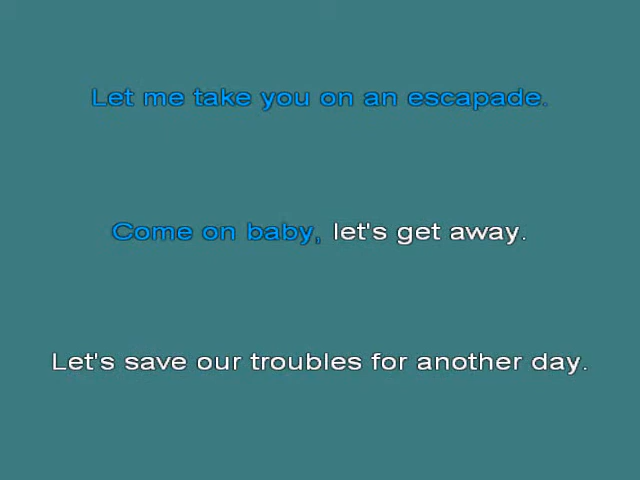 Let me take you on an escapade.
Come on baby, let's get away.
Let's save our troubles for another day.